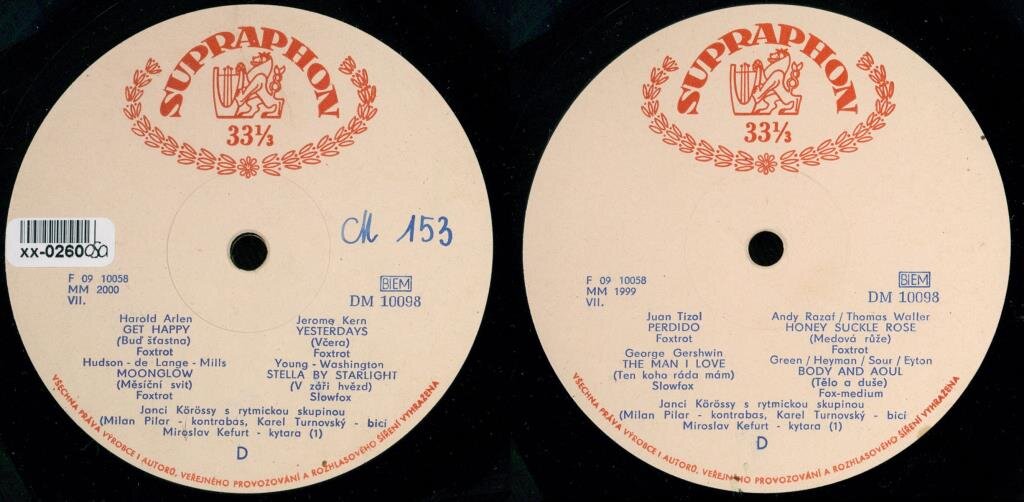 SUPRAPHON
33⅓
CM 153
xx-0260
F 09 10058
MM 2000
VII.
BIEM
DM 10098
Harold Arlen
GET HAPPY
(Buď šťastna)
Foxtrot
Hudson - de Lange - Mills
MOONGLOW
(Měsíční svit)
Foxtrot
Jerome Kern
YESTERDAYS
(Včera)
Foxtrot
Young - Washington
STELLA BY STARLIGHT
(V záři hvězd)
Slowfox
Janci Körössy s rytmickou skupinou
(Milan Pilar - kontrabas, Karel Turnovský - bicí
Miroslav Kefurt - kytara (1)
D
VŠECHNA PRÁVA VÝROBCE I AUTORŮ, VEŘEJNÉHO PROVOZOVÁNÍ A ROZHLASOVÉHO ŠÍŘENÍ VYHRAŽENA
SUPRAPHON
33⅓
F 09 10058
MM 1999
VII.
BIEM
DM 10098
Juan Tizol
PERDIDO
Foxtrot
George Gershwin
THE MAN I LOVE
(Ten koho ráda mám)
Slowfox
Andy Razaf / Thomas Waller
HONEY SUCKLE ROSE
(Medová růže)
Foxtrot
Green / Heyman / Sour / Eyton
BODY AND AOUL
(Tělo a duše)
Fox-medium
Janci Körössy s rytmickou skupinou
(Milan Pilar - kontrabas, Karel Turnovský - bicí
Miroslav Kefurt - kytara (1)
D
VŠECHNA PRÁVA VÝROBCE I AUTORŮ, VEŘEJNÉHO PROVOZOVÁNÍ A ROZHLASOVÉHO ŠÍŘENÍ VYHRAŽENA